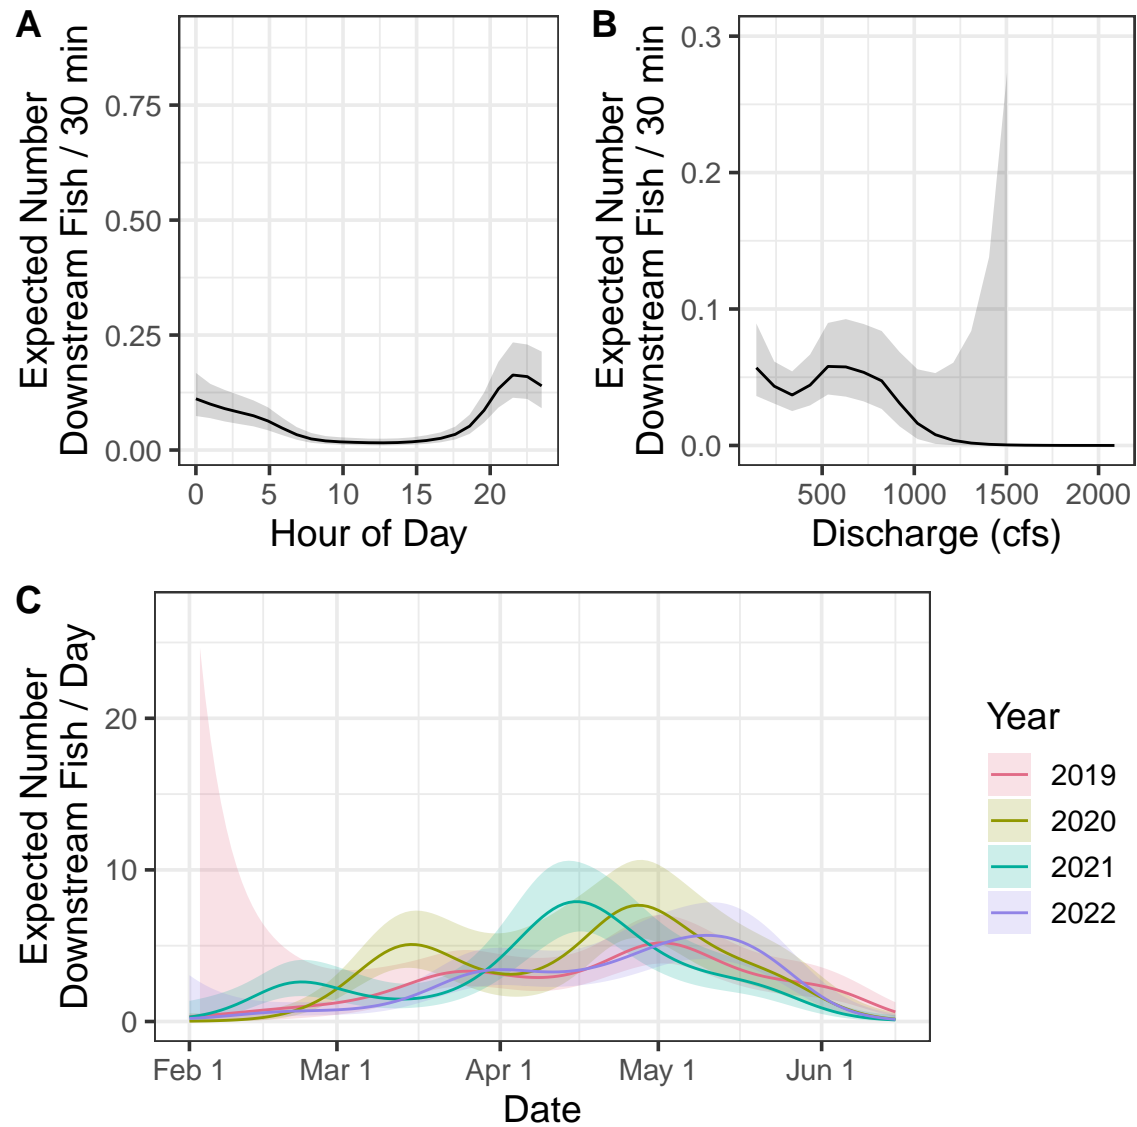 A
Expected Number
Downstream Fish / 30 min
0.75
0.50
0.25
0.00
0 5 10 15 20
Hour of Day
B
Expected Number
Downstream Fish / 30 min
0.3
0.2
0.1
0.0
500 1000 1500 2000
Discharge (cfs)
C
Expected Number
Downstream Fish / Day
20
10
0
Feb 1 Mar 1 Apr 1 May 1 Jun 1
Date
Year
2019
2020
2021
2022